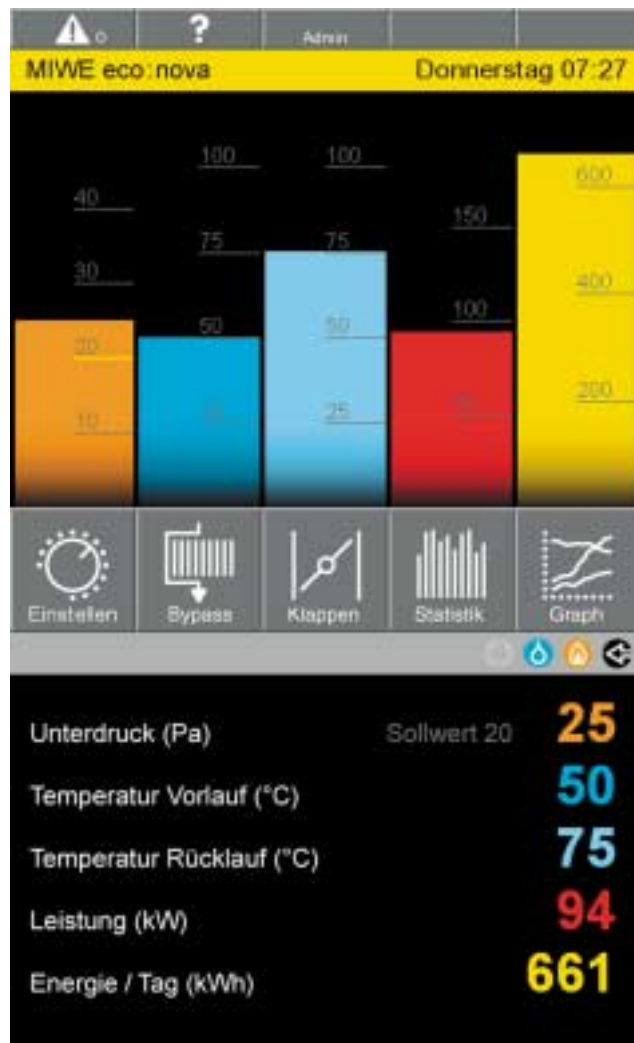 0 ? Admin
MIWE eco:nova Donnerstag 07:27
100 100 600
40 150
75 75
30 400
50 50 100
20
25 200
10
Einstellen Bypass Klappen Statistik Graph
Unterdruck (Pa) Sollwert 20 25
Temperatur Vorlauf (°C) 50
Temperatur Rücklauf (°C) 75
Leistung (kW) 94
Energie / Tag (kWh) 661